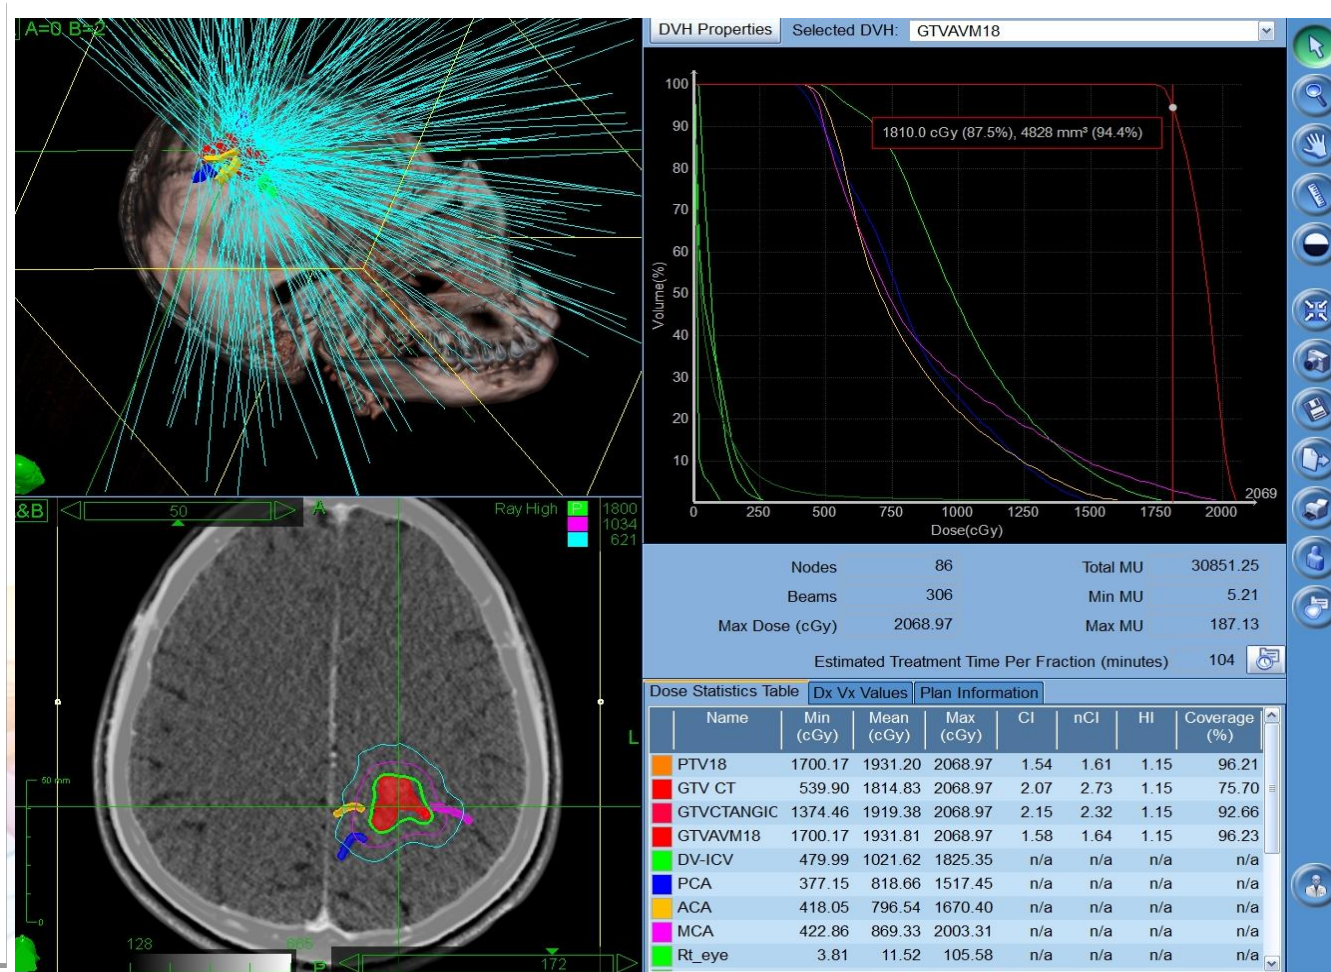 A=0 B=2
DVH Properties Selected DVH: GTVAVM18
100
90
80
70
60
50
40
30
20
10
Volume(%)
1810.0 cGy (87.5%), 4828 mm³ (94.4%)
2069
0 250 500 750 1000 1250 1500 1750 2000
Dose(cGy)
&B 50 A Ray High P 1800
1034
621
L
50 mm
0
128
P 172
Nodes 86 Total MU 30851.25
Beams 306 Min MU 5.21
Max Dose (cGy) 2068.97 Max MU 187.13
Estimated Treatment Time Per Fraction (minutes) 104
Dose Statistics Table Dx Vx Values Plan Information
Name Min (cGy) Mean (cGy) Max (cGy) CI nCI HI Coverage (%)
PTV18 1700.17 1931.20 2068.97 1.54 1.61 1.15 96.21
GTV CT 539.90 1814.83 2068.97 2.07 2.73 1.15 75.70
GTVCTANGIC 1374.46 1919.38 2068.97 2.15 2.32 1.15 92.66
GTVAVM18 1700.17 1931.81 2068.97 1.58 1.64 1.15 96.23
DV-ICV 479.99 1021.62 1825.35 n/a n/a n/a n/a
PCA 377.15 818.66 1517.45 n/a n/a n/a n/a
ACA 418.05 796.54 1670.40 n/a n/a n/a n/a
MCA 422.86 869.33 2003.31 n/a n/a n/a n/a
Rt_eye 3.81 11.52 105.58 n/a n/a n/a n/a